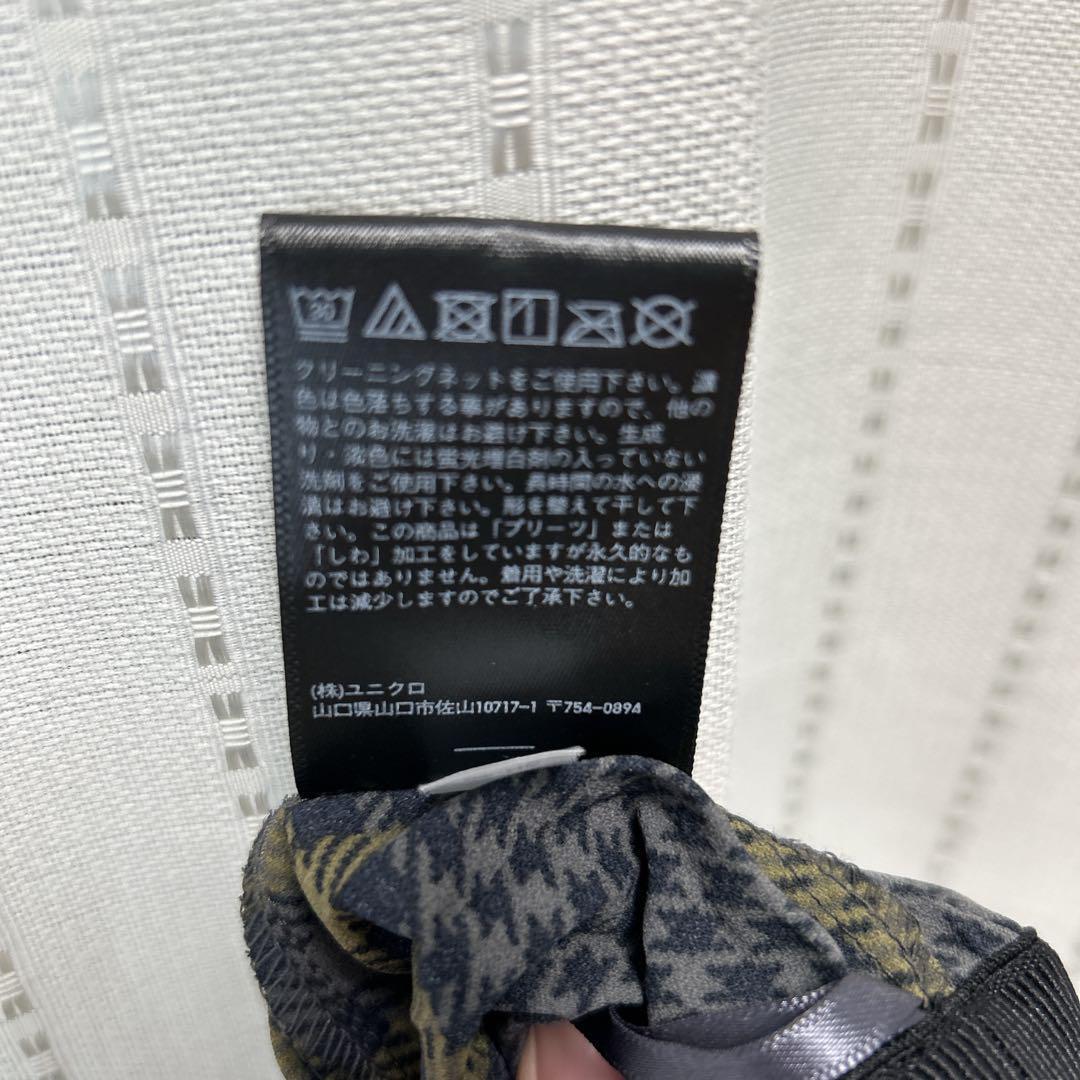 30
クリーニングネットをご使用下さい。濃
色は色落ちする事がありますので、他の
物とのお洗濯はお避け下さい。生成
り・淡色には蛍光増白剤の入っていない
洗剤をご使用下さい。長時間の水への浸
漬はお避け下さい。形を整えて干して下
さい。この商品は「プリーツ」または
「しわ」加工をしていますが永久的なも
のではありません。着用や洗濯により加
工は減少しますのでご了承下さい。
(株)ユニクロ
山口県山口市佐山10717-1 〒754-0894